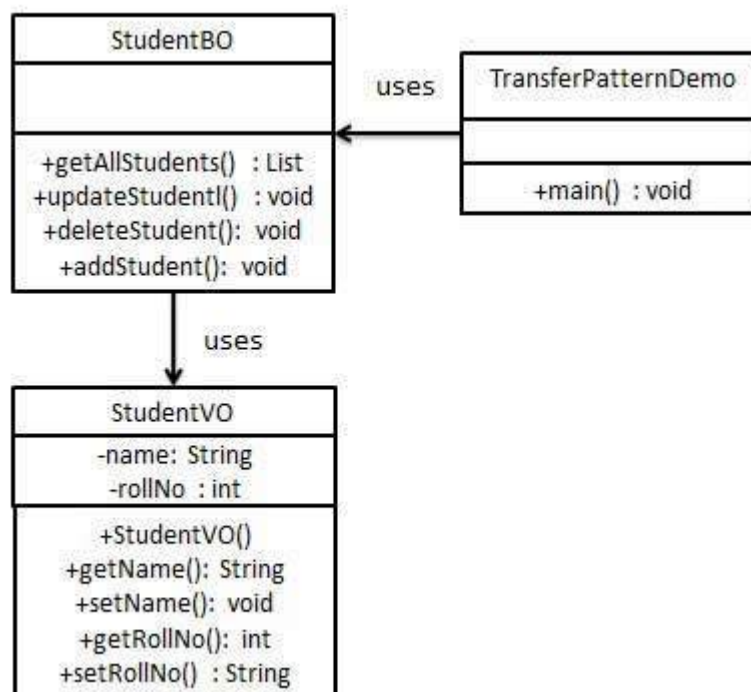 StudentBO
+getAllStudents() : List
+updateStudentl() : void
+deleteStudent(): void
+addStudent(): void
uses
TransferPatternDemo
+main() : void
uses
StudentVO
-name: String
-rollNo : int
+StudentVO()
+getName(): String
+setName(): void
+getRollNo(): int
+setRollNo() : String